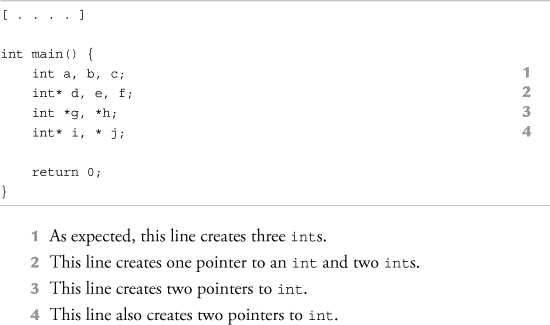 [ . . . . ]
int main() {
int a, b, c; 1
int* d, e, f; 2
int *g, *h; 3
int* i, * j; 4
return 0;
}
1 As expected, this line creates three ints.
2 This line creates one pointer to an int and two ints.
3 This line creates two pointers to int.
4 This line also creates two pointers to int.